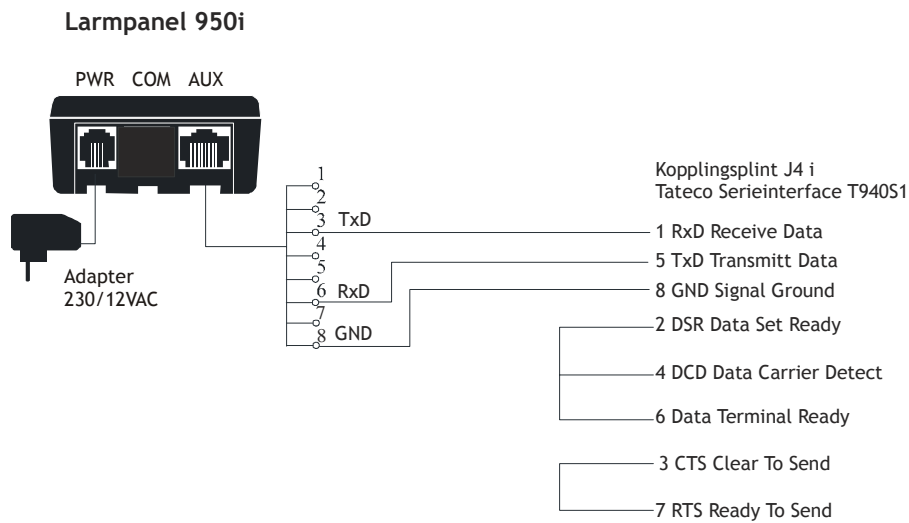 Larmpanel 950i
PWR COM AUX
Adapter
230/12VAC
1
2
3 TxD
4
5
6 RxD
7
8 GND
Kopplingsplint J4 i
Tateco Serieinterface T940S1
1 RxD Receive Data
5 TxD Transmitt Data
8 GND Signal Ground
2 DSR Data Set Ready
4 DCD Data Carrier Detect
6 Data Terminal Ready
3 CTS Clear To Send
7 RTS Ready To Send